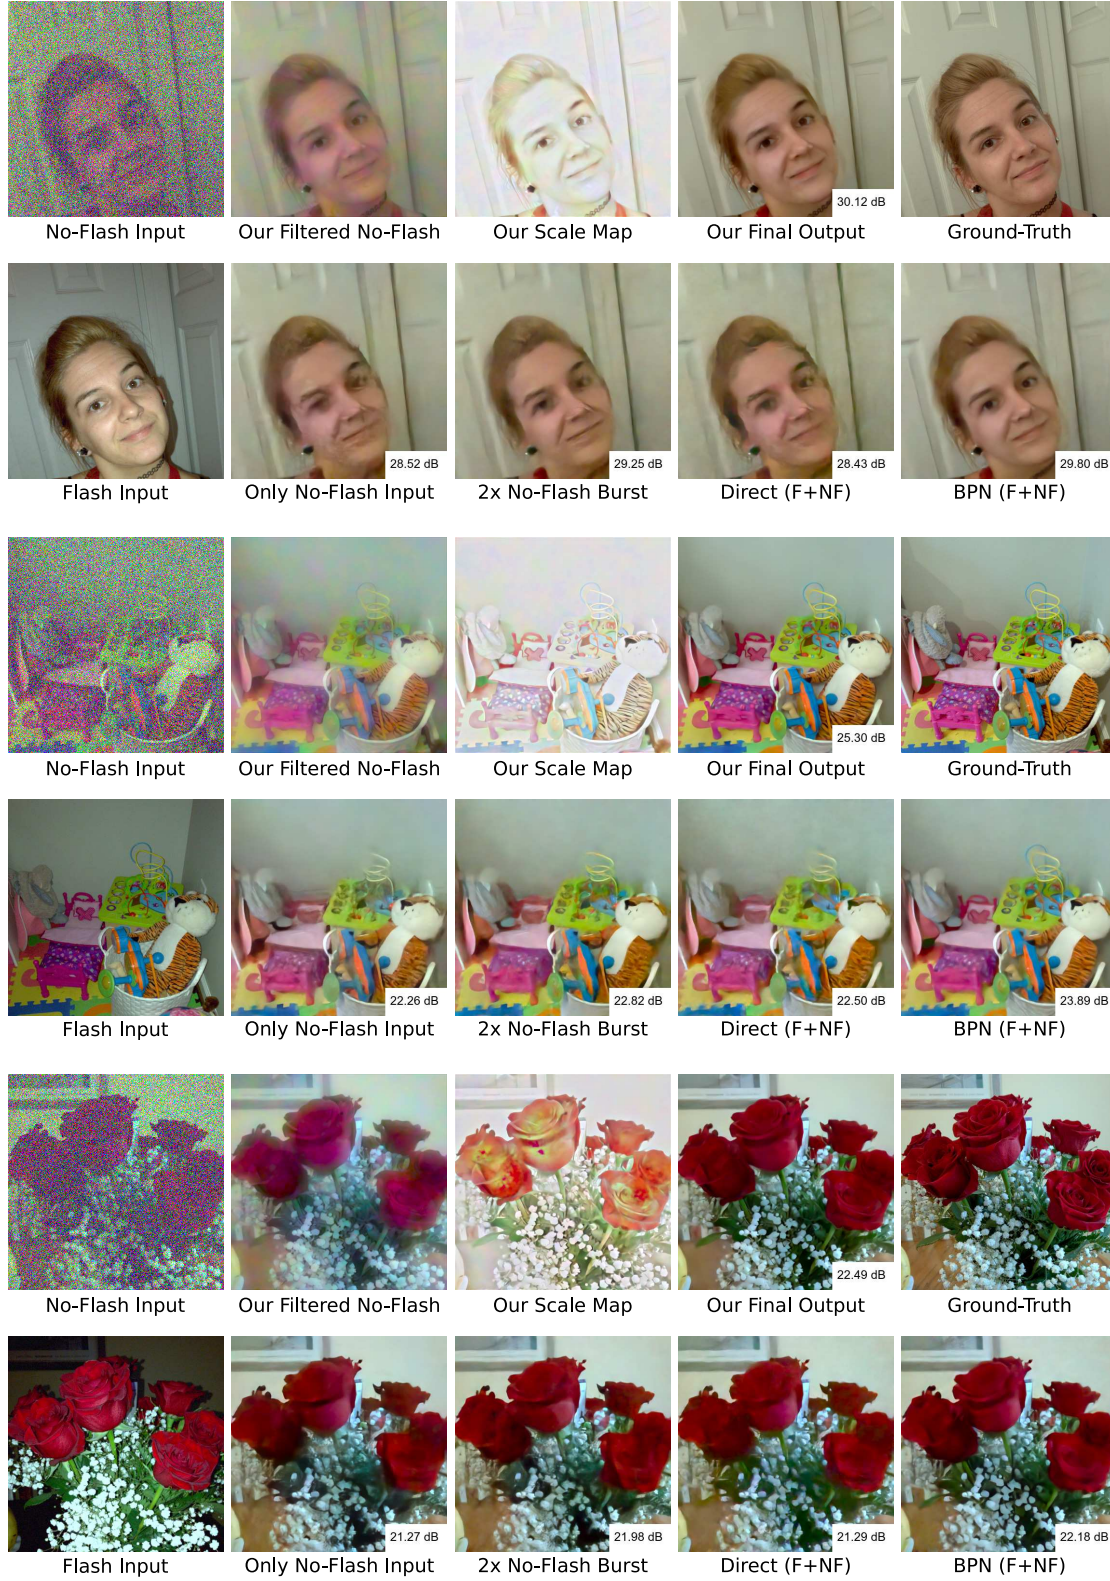 30.12 dB
No-Flash Input
Our Filtered No-Flash
Our Scale Map
Our Final Output
Ground-Truth
28.52 dB
29.25 dB
28.43 dB
29.80 dB
Flash Input
Only No-Flash Input
2x No-Flash Burst
Direct (F+NF)
BPN (F+NF)
25.30 dB
No-Flash Input
Our Filtered No-Flash
Our Scale Map
Our Final Output
Ground-Truth
22.26 dB
22.82 dB
22.50 dB
23.89 dB
Flash Input
Only No-Flash Input
2x No-Flash Burst
Direct (F+NF)
BPN (F+NF)
22.49 dB
No-Flash Input
Our Filtered No-Flash
Our Scale Map
Our Final Output
Ground-Truth
21.27 dB
21.98 dB
21.29 dB
22.18 dB
Flash Input
Only No-Flash Input
2x No-Flash Burst
Direct (F+NF)
BPN (F+NF)